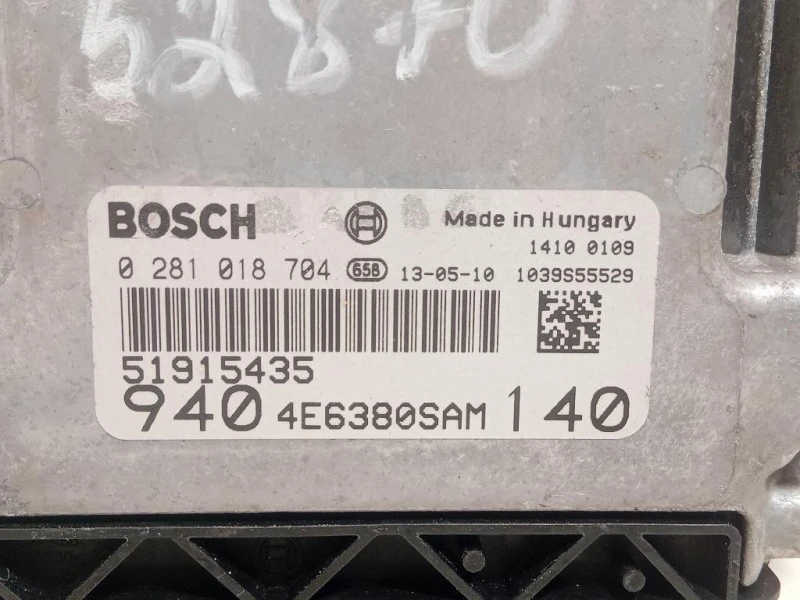 52870
BOSCH Made in Hungary
1410 0109
0 281 018 704 656 13-05-10 1039S55529
51915435
940 4E6380SAM 140